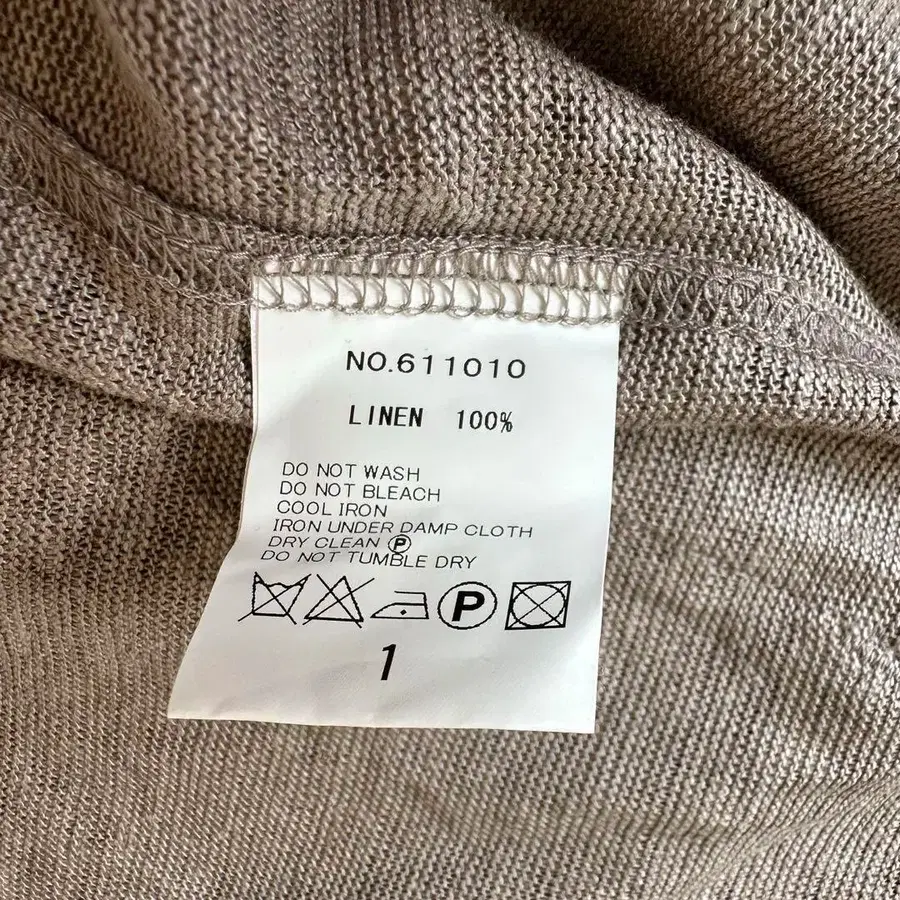 NO.611010
LINEN 100%
DO NOT WASH
DO NOT BLEACH
COOL IRON
IRON UNDER DAMP CLOTH
DRY CLEAN Ⓟ
DO NOT TUMBLE DRY
P
1